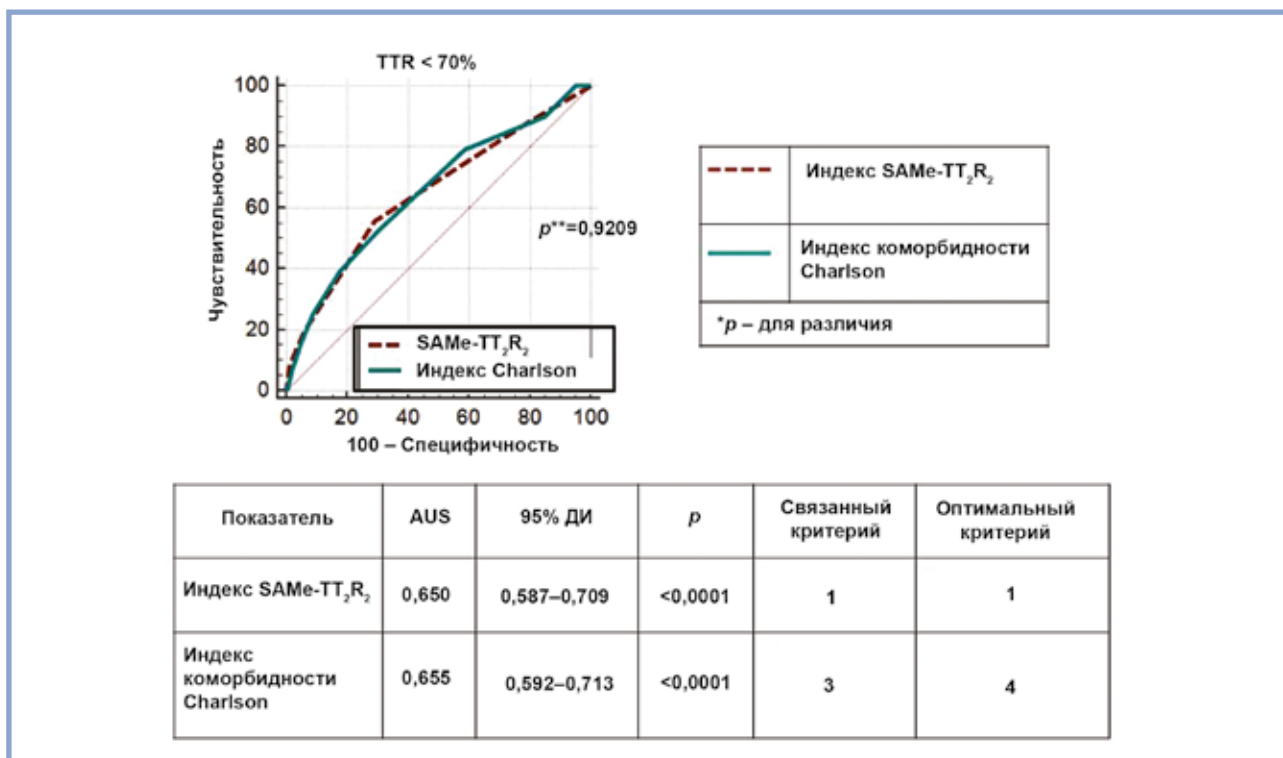 TTR < 70%
100
80
60
40
20
0
Чувствительность
p**=0,9209
SAMe-TT₂R₂
Индекс Charlson
0 20 40 60 80 100
100 – Специфичность
Индекс SAMe-TT₂R₂
Индекс коморбидности
Charlson
*p – для различия
Показатель AUS 95% ДИ p Связанный критерий Оптимальный критерий
Индекс SAMe-TT₂R₂ 0,650 0,587–0,709 <0,0001 1 1
Индекс
коморбидности
Charlson
0,655 0,592–0,713 <0,0001 3 4